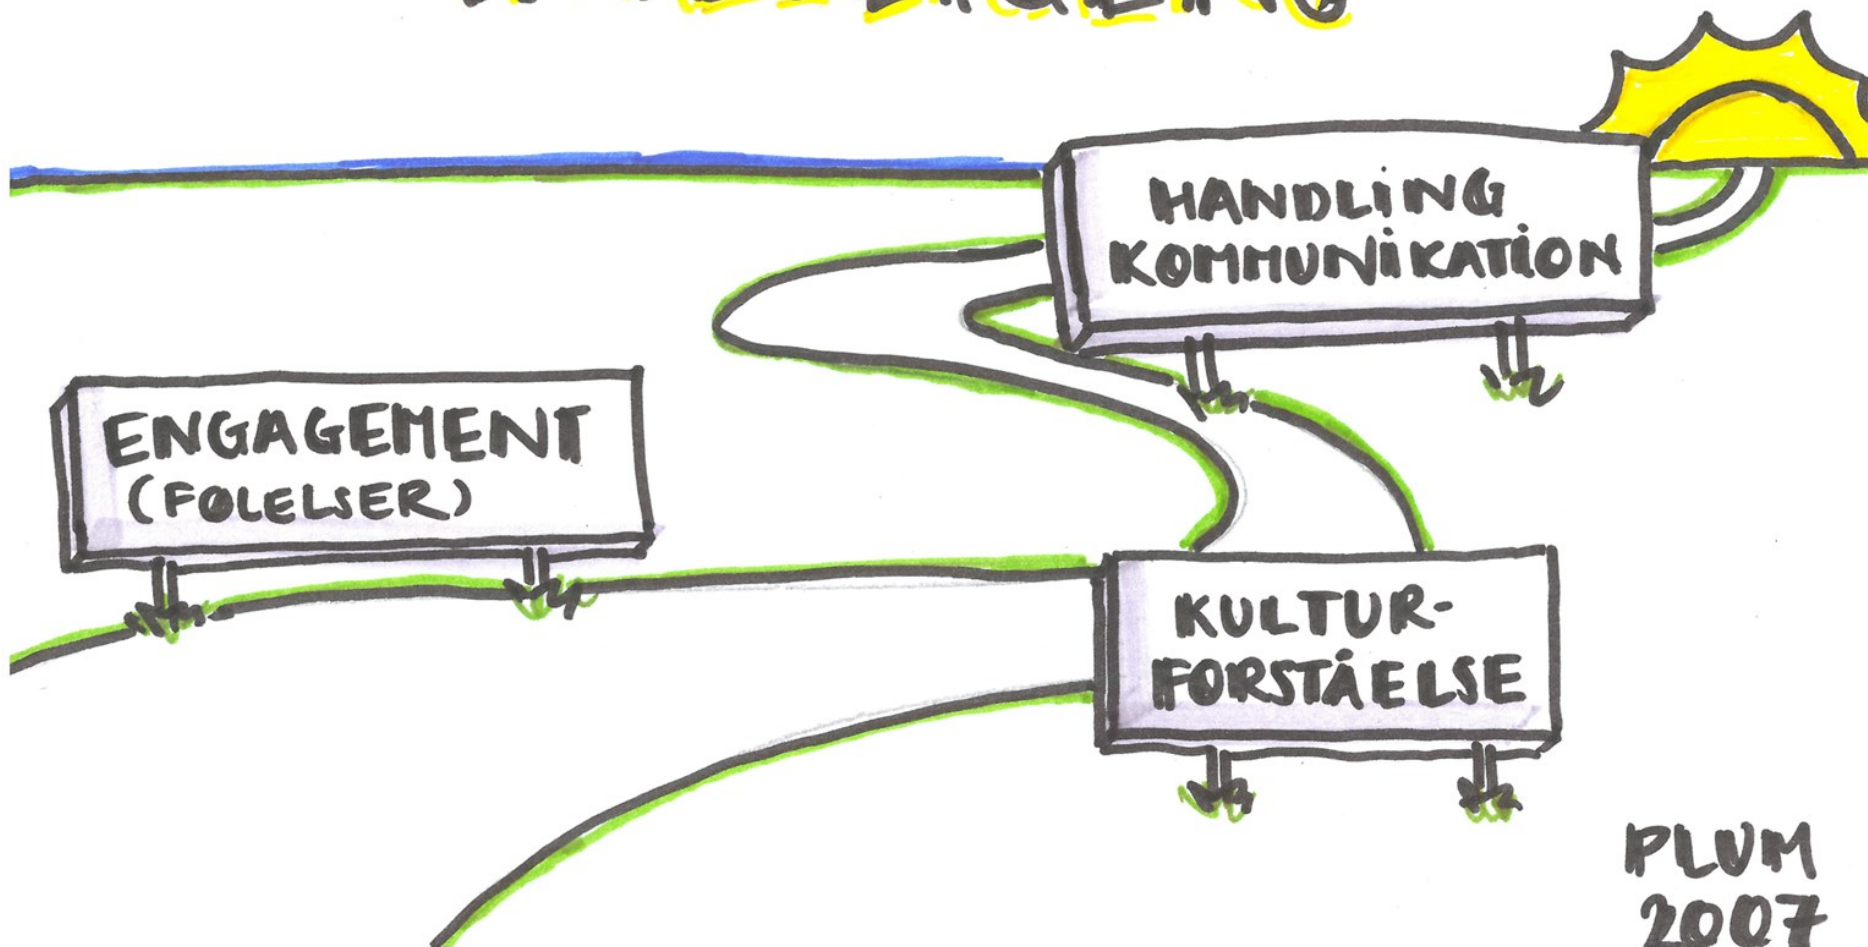 HANDLING
KOMMUNIKATION
ENGAGEMENT
(FØLELSER)
KULTUR-
FORSTÅELSE
PLUM
2007